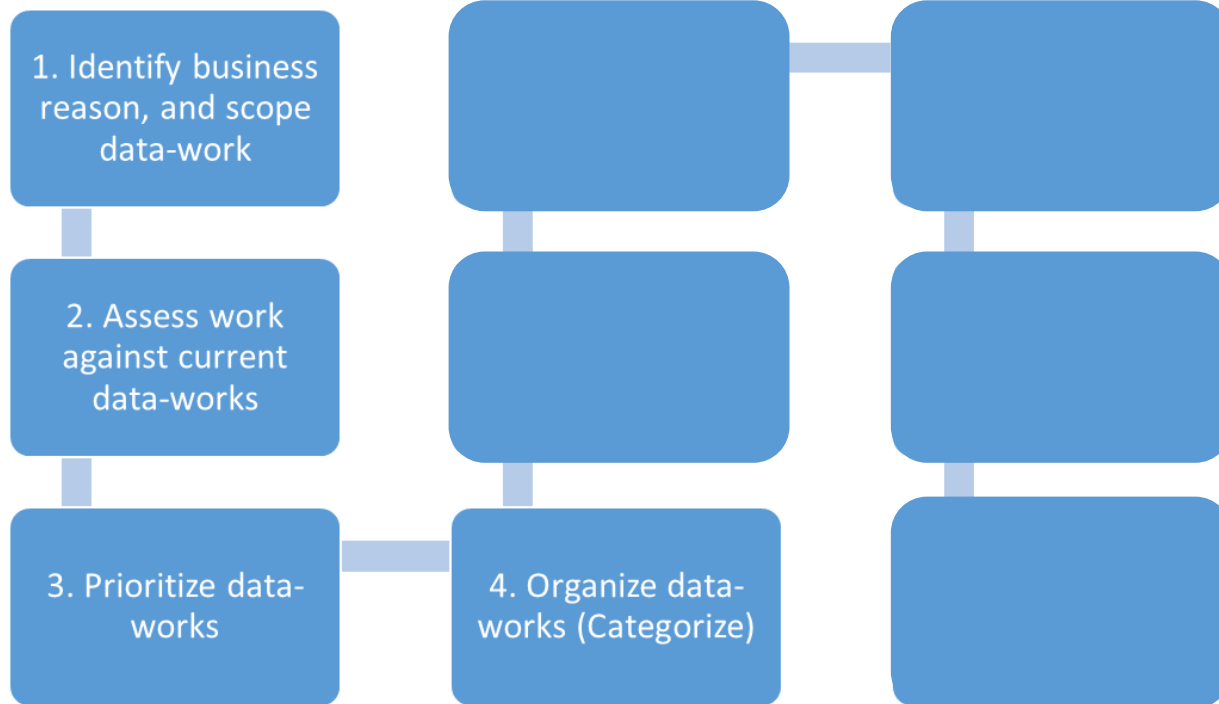 1. Identify business
reason, and scope
data-work
2. Assess work
against current
data-works
3. Prioritize data-
works
4. Organize data-
works (Categorize)